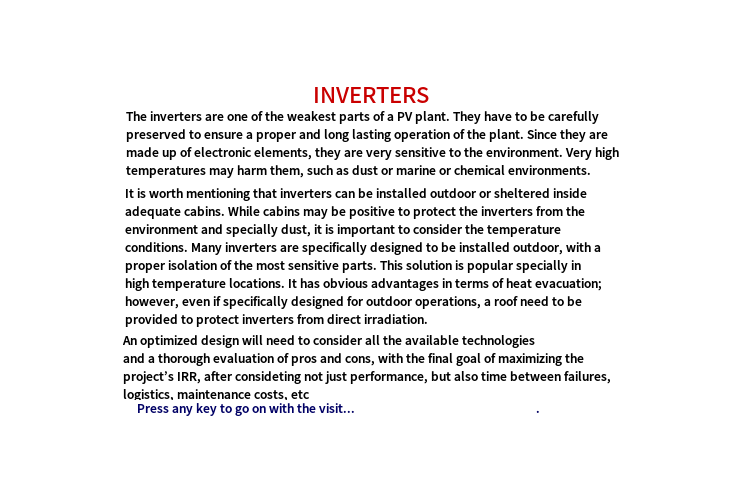 INVERTERS
The inverters are one of the weakest parts of a PV plant. They have to be carefully
preserved to ensure a proper and long lasting operation of the plant. Since they are
made up of electronic elements, they are very sensitive to the environment. Very high
temperatures may harm them, such as dust or marine or chemical environments.
It is worth mentioning that inverters can be installed outdoor or sheltered inside
adequate cabins. While cabins may be positive to protect the inverters from the
environment and specially dust, it is important to consider the temperature
conditions. Many inverters are specifically designed to be installed outdoor, with a
proper isolation of the most sensitive parts. This solution is popular specially in
high temperature locations. It has obvious advantages in terms of heat evacuation;
however, even if specifically designed for outdoor operations, a roof need to be
provided to protect inverters from direct irradiation.
An optimized design will need to consider all the available technologies
and a thorough evaluation of pros and cons, with the final goal of maximizing the
project's IRR, after consideting not just performance, but also time between failures,
logistics, maintenance costs, etc
Press any key to go on with the visit... .